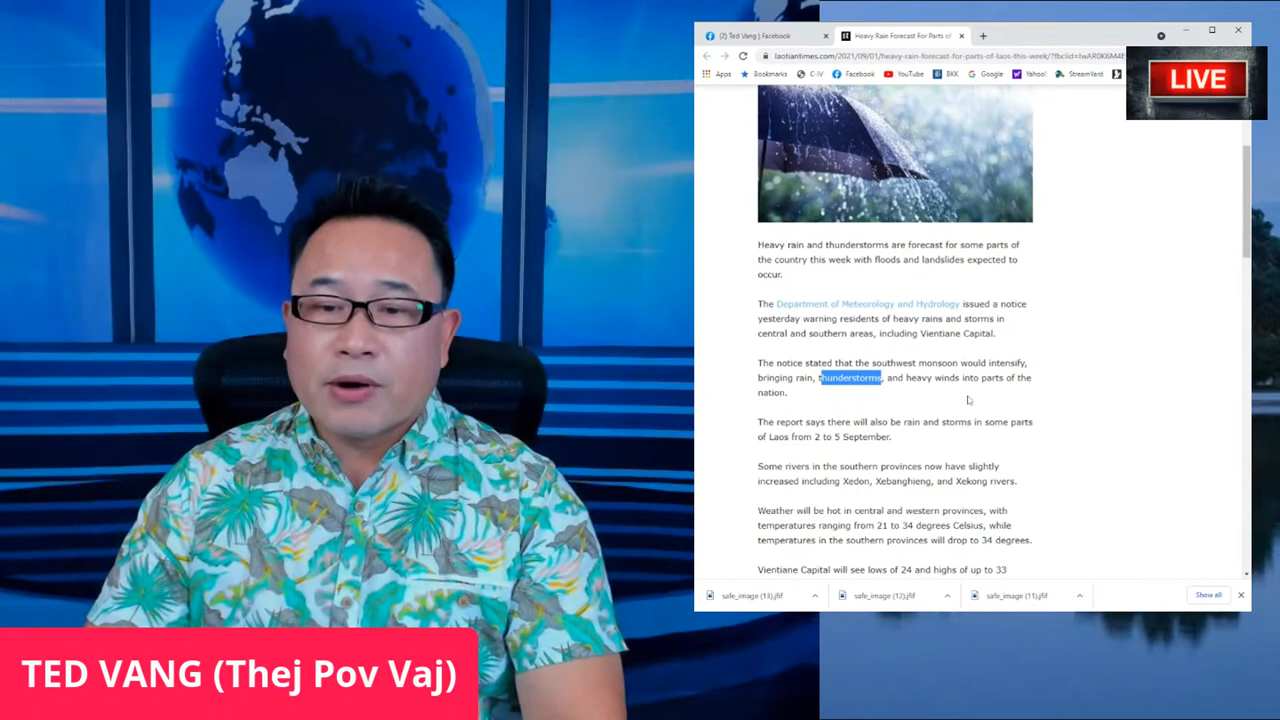 (2) Ted Vang | Facebook
Heavy Rain Forecast For Parts of
laotiantimes.com/2021/09/01/heavy-rain-forecast-for-parts-of-laos-this-week/?fbclid=IwAR0K6M4E
Apps Bookmarks C-IV Facebook YouTube BKK Google Yahoo! StreamYard
LIVE
Heavy rain and thunderstorms are forecast for some parts of
the country this week with floods and landslides expected to
occur.
The Department of Meteorology and Hydrology issued a notice
yesterday warning residents of heavy rains and storms in
central and southern areas, including Vientiane Capital.
The notice stated that the southwest monsoon would intensify,
bringing rain, thunderstorms, and heavy winds into parts of the
nation.
The report says there will also be rain and storms in some parts
of Laos from 2 to 5 September.
Some rivers in the southern provinces now have slightly
increased including Xedon, Xebanghieng, and Xekong rivers.
Weather will be hot in central and western provinces, with
temperatures ranging from 21 to 34 degrees Celsius, while
temperatures in the southern provinces will drop to 34 degrees.
Vientiane Capital will see lows of 24 and highs of up to 33
safe_image (13).jfif
safe_image (12).jfif
safe_image (11).jfif
Show all
TED VANG (Thej Pov Vaj)